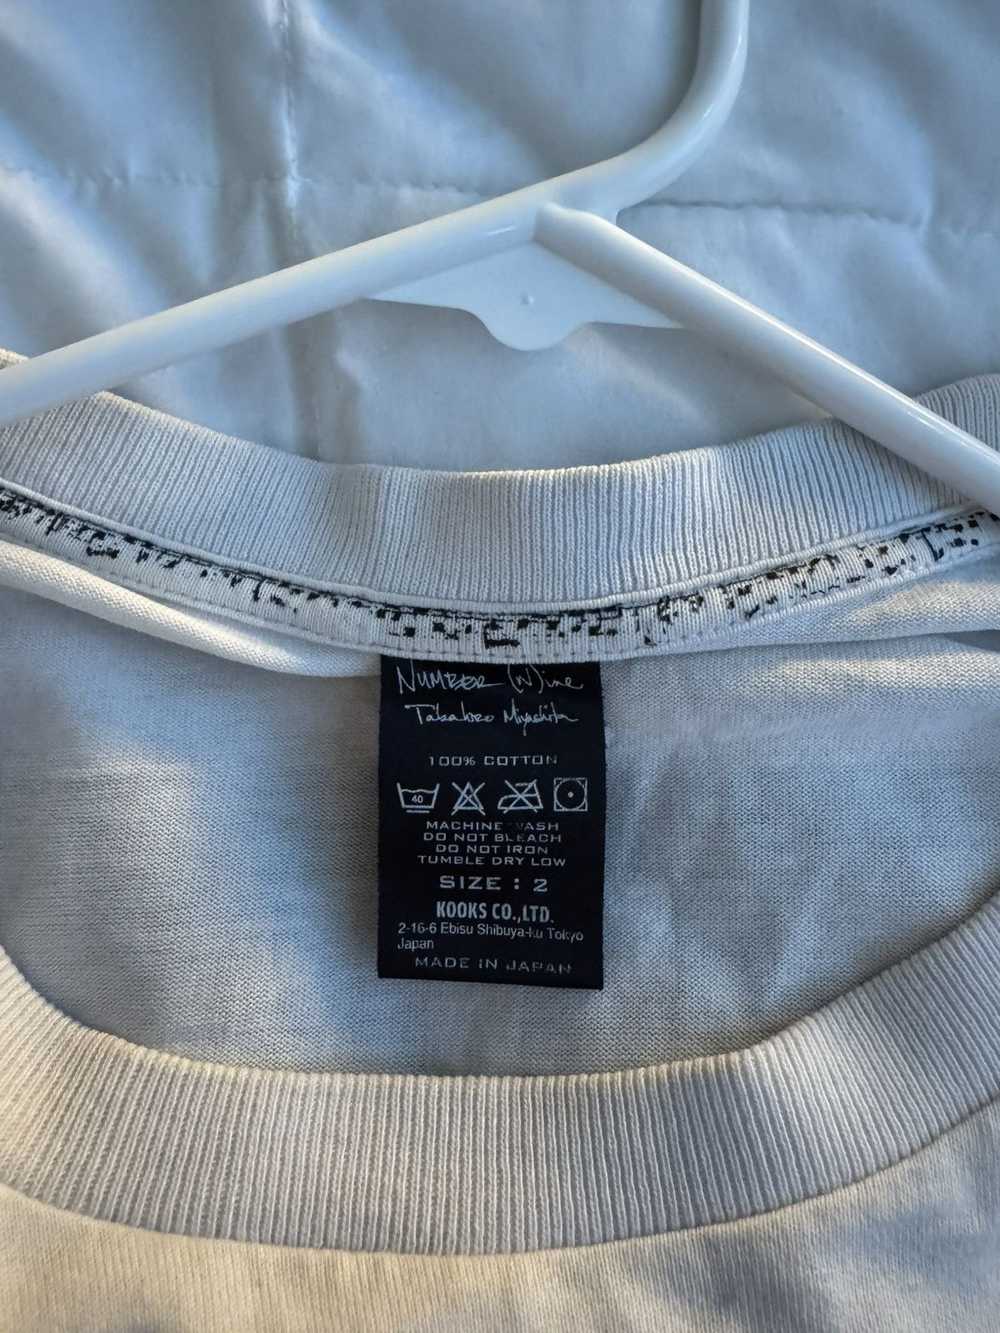 NUMBER (N)ine
Takahiro Miyashita
100% COTTON
40
MACHINE WASH
DO NOT BLEACH
DO NOT IRON
TUMBLE DRY LOW
SIZE : 2
KOOKS CO.,LTD.
2-16-6 Ebisu Shibuya-ku Tokyo
Japan
MADE IN JAPAN